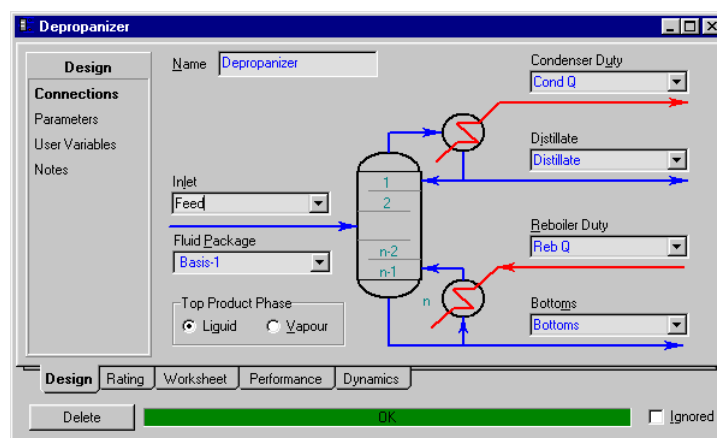 Depropanizer
Design
Connections
Parameters
User Variables
Notes
Name Depropanizer
Inlet
Feed
Fluid Package
Basis-1
Top Product Phase
Liguid Vapour
1
2
n-2
n-1
n
Condenser Duty
Cond Q
Distillate
Distillate
Reboiler Duty
Reb Q
Bottoms
Bottoms
Design Rating Worksheet Performance Dynamics
Delete OK Ignored